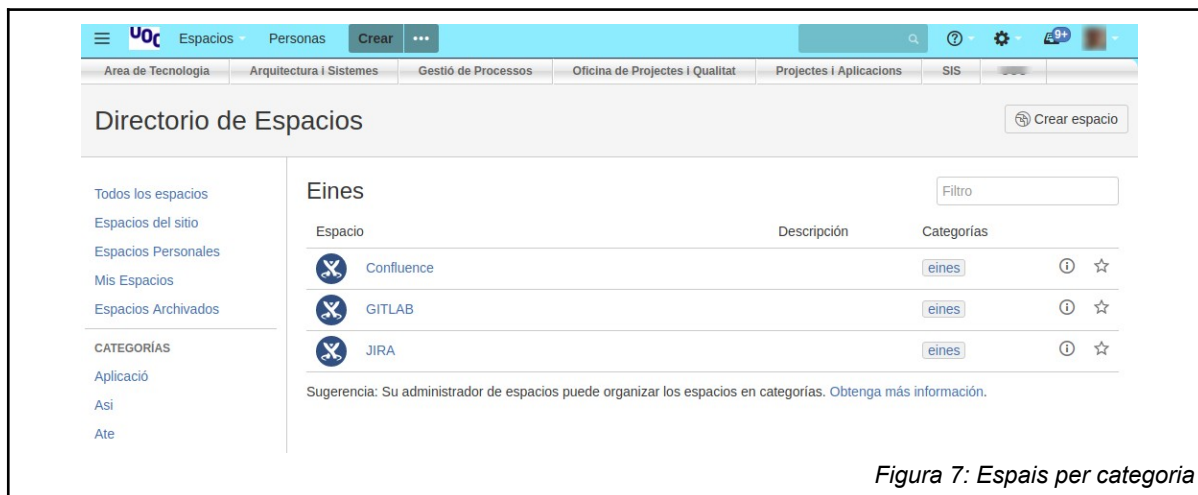 UOC Espacios Personas Crear ••• 9+
Area de Tecnologia Arquitectura i Sistemes Gestió de Processos Oficina de Projectes i Qualitat Projectes i Aplicacions SIS
Directorio de Espacios
Crear espacio
Todos los espacios
Espacios del sitio
Espacios Personales
Mis Espacios
Espacios Archivados
CATEGORÍAS
Aplicació
Asi
Ate
Eines
Filtro
Espacio Descripción Categorías
Confluence eines
GITLAB eines
JIRA eines
Sugerencia: Su administrador de espacios puede organizar los espacios en categorías. Obtenga más información.
Figura 7: Espais per categoria